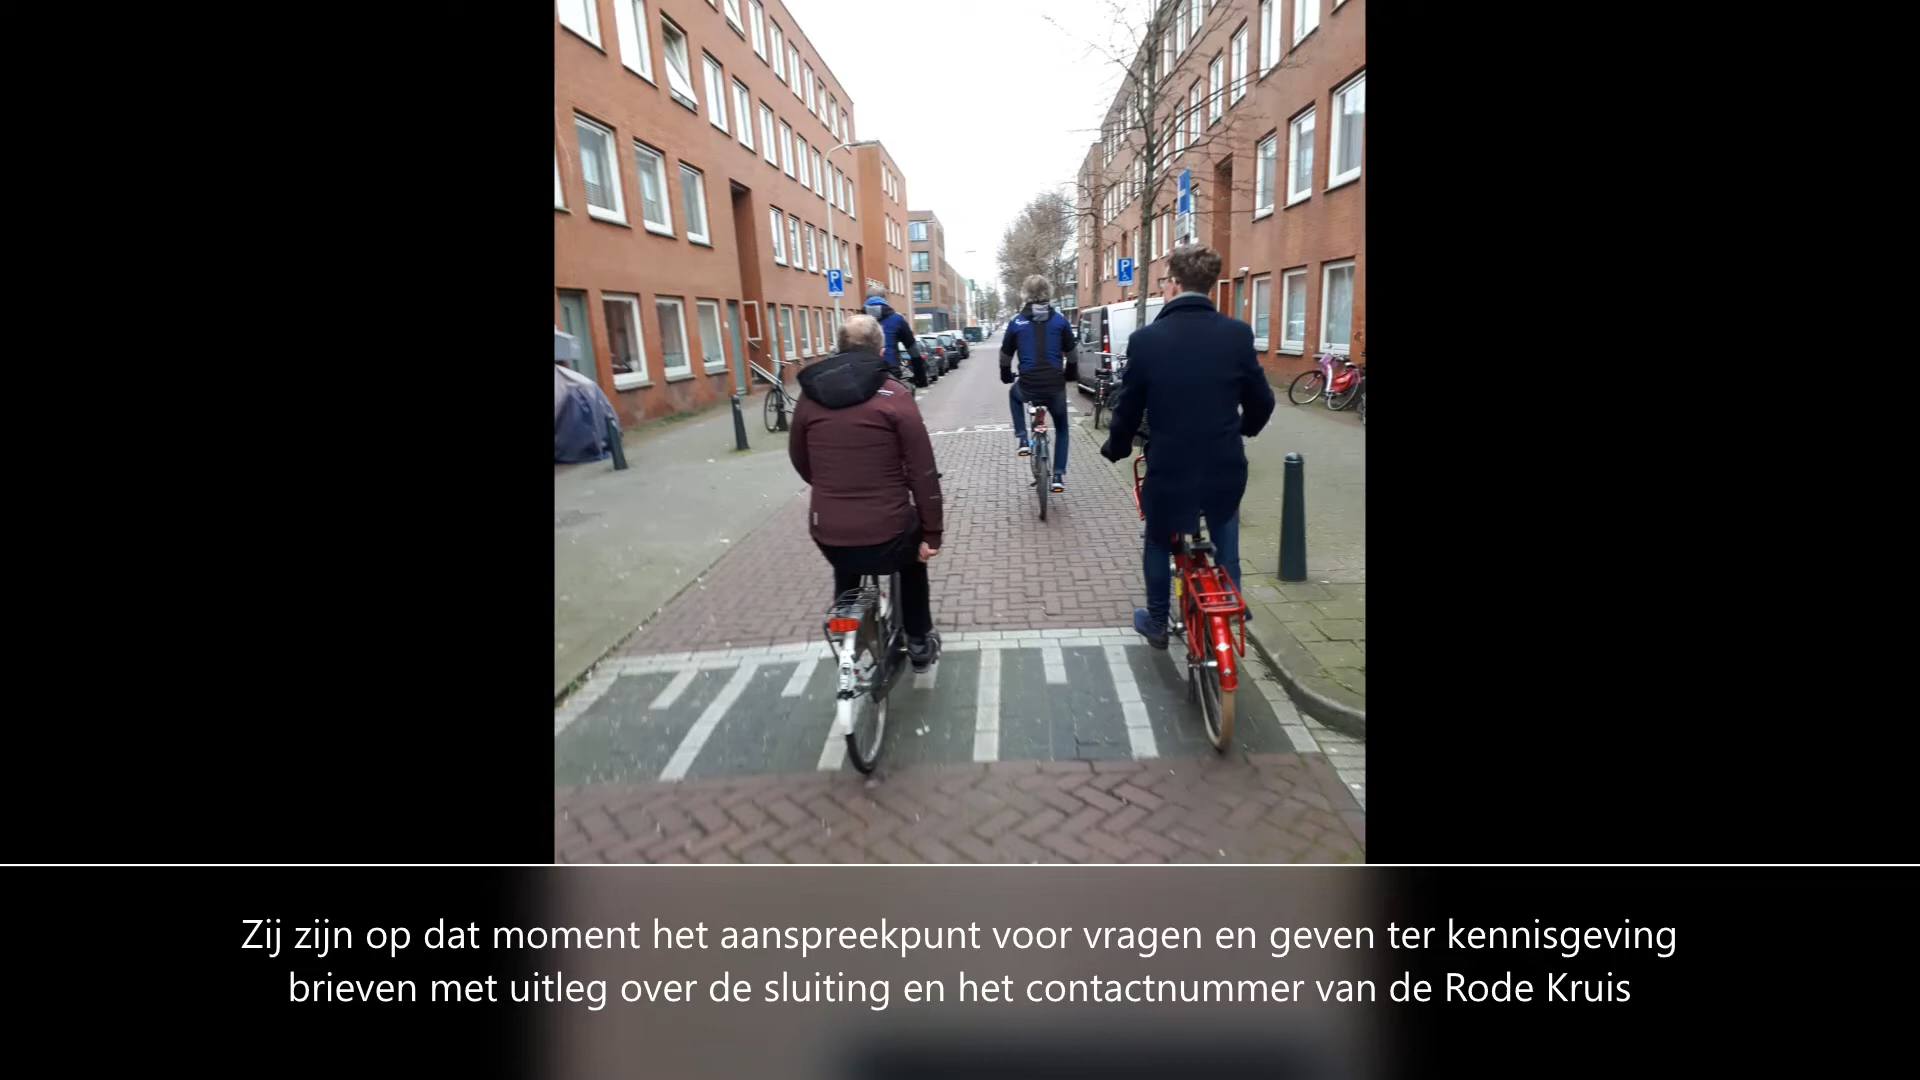 P
P
Zij zijn op dat moment het aanspreekpunt voor vragen en geven ter kennisgeving
brieven met uitleg over de sluiting en het contactnummer van de Rode Kruis